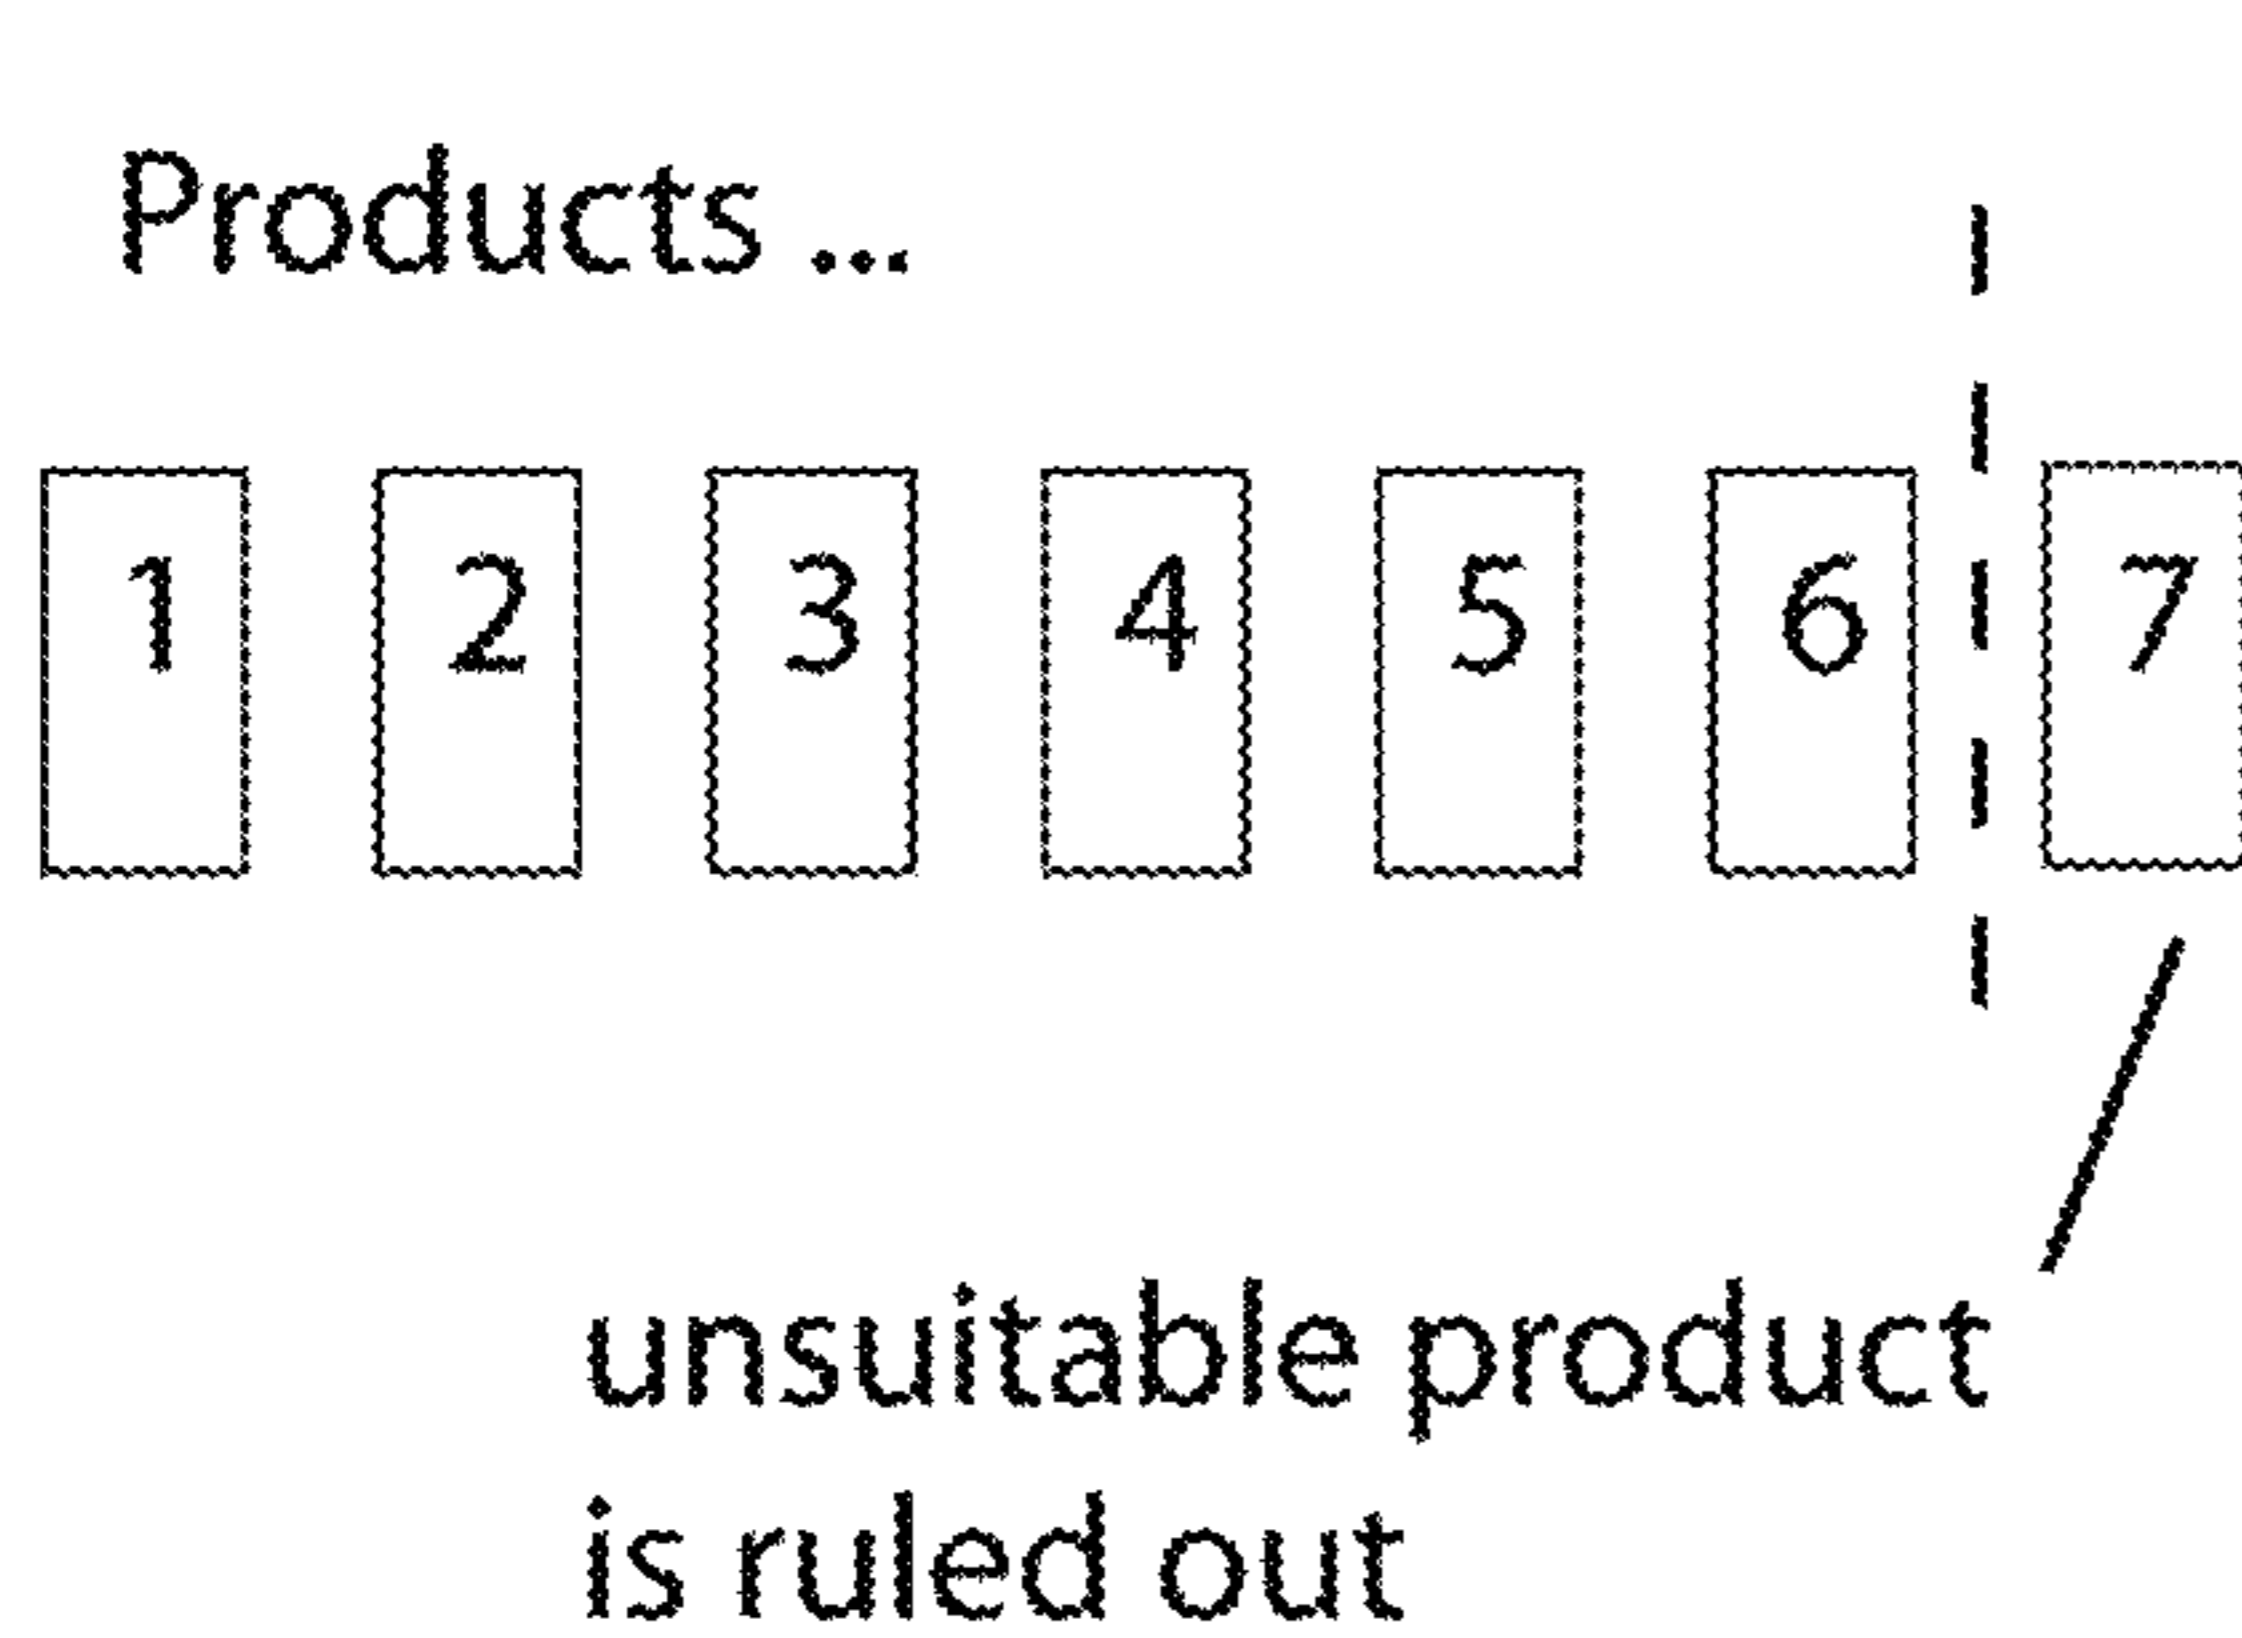 Products ...
1 2 3 4 5 6 7
unsuitable product
is ruled out